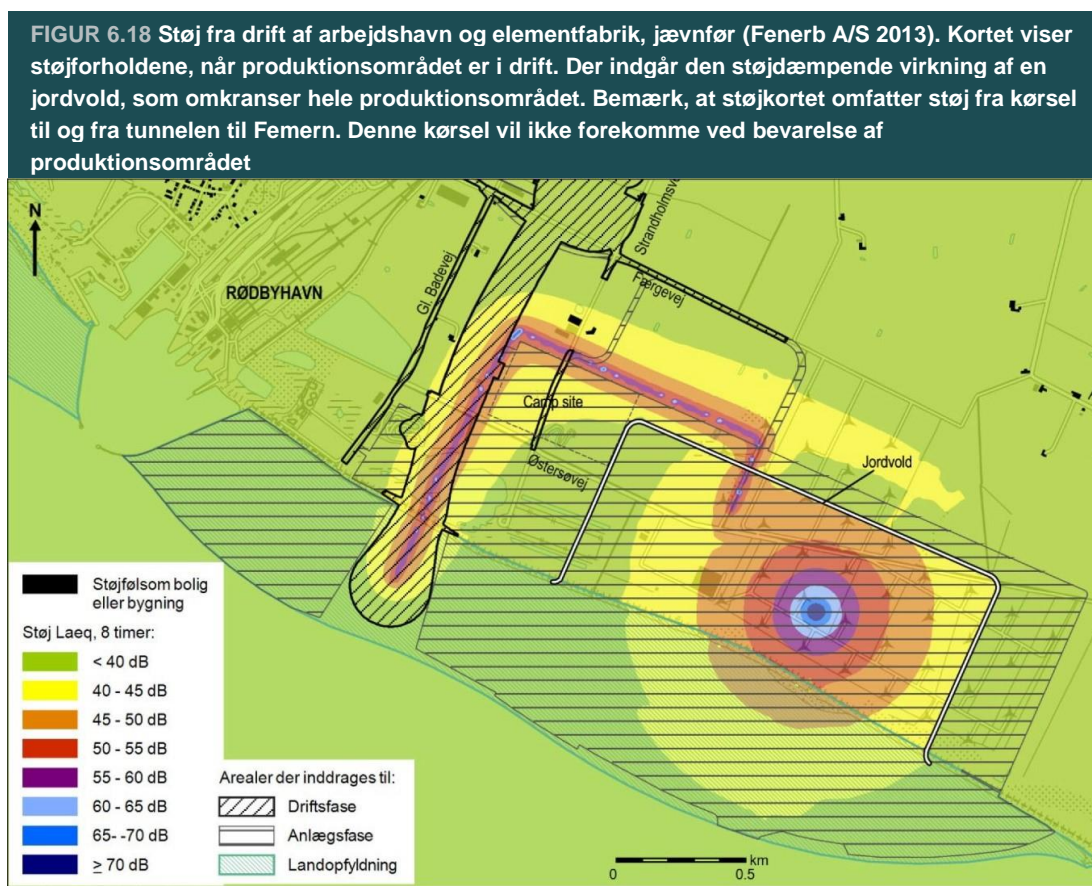 FIGUR 6.18 Støj fra drift af arbejdshavn og elementfabrik, jævnfør (Fenerb A/S 2013). Kortet viser
støjforholdene, når produktionsområdet er i drift. Der indgår den støjdæmpende virkning af en
jordvold, som omkranser hele produktionsområdet. Bemærk, at støjkortet omfatter støj fra kørsel
til og fra tunnelen til Femern. Denne kørsel vil ikke forekomme ved bevarelse af
produktionsområdet
N
RØDBYHAVN
Gl. Badevej
Strandholmsv
Færgevej
Camp site
Østersøvej
Jordvold
Støjfølsom bolig
eller bygning
Støj Laeq, 8 timer:
< 40 dB
40 - 45 dB
45 - 50 dB
50 - 55 dB
55 - 60 dB
60 - 65 dB
65- -70 dB
≥ 70 dB
Arealer der inddrages til:
Driftsfase
Anlægsfase
Landopfyldning
km
0 0.5